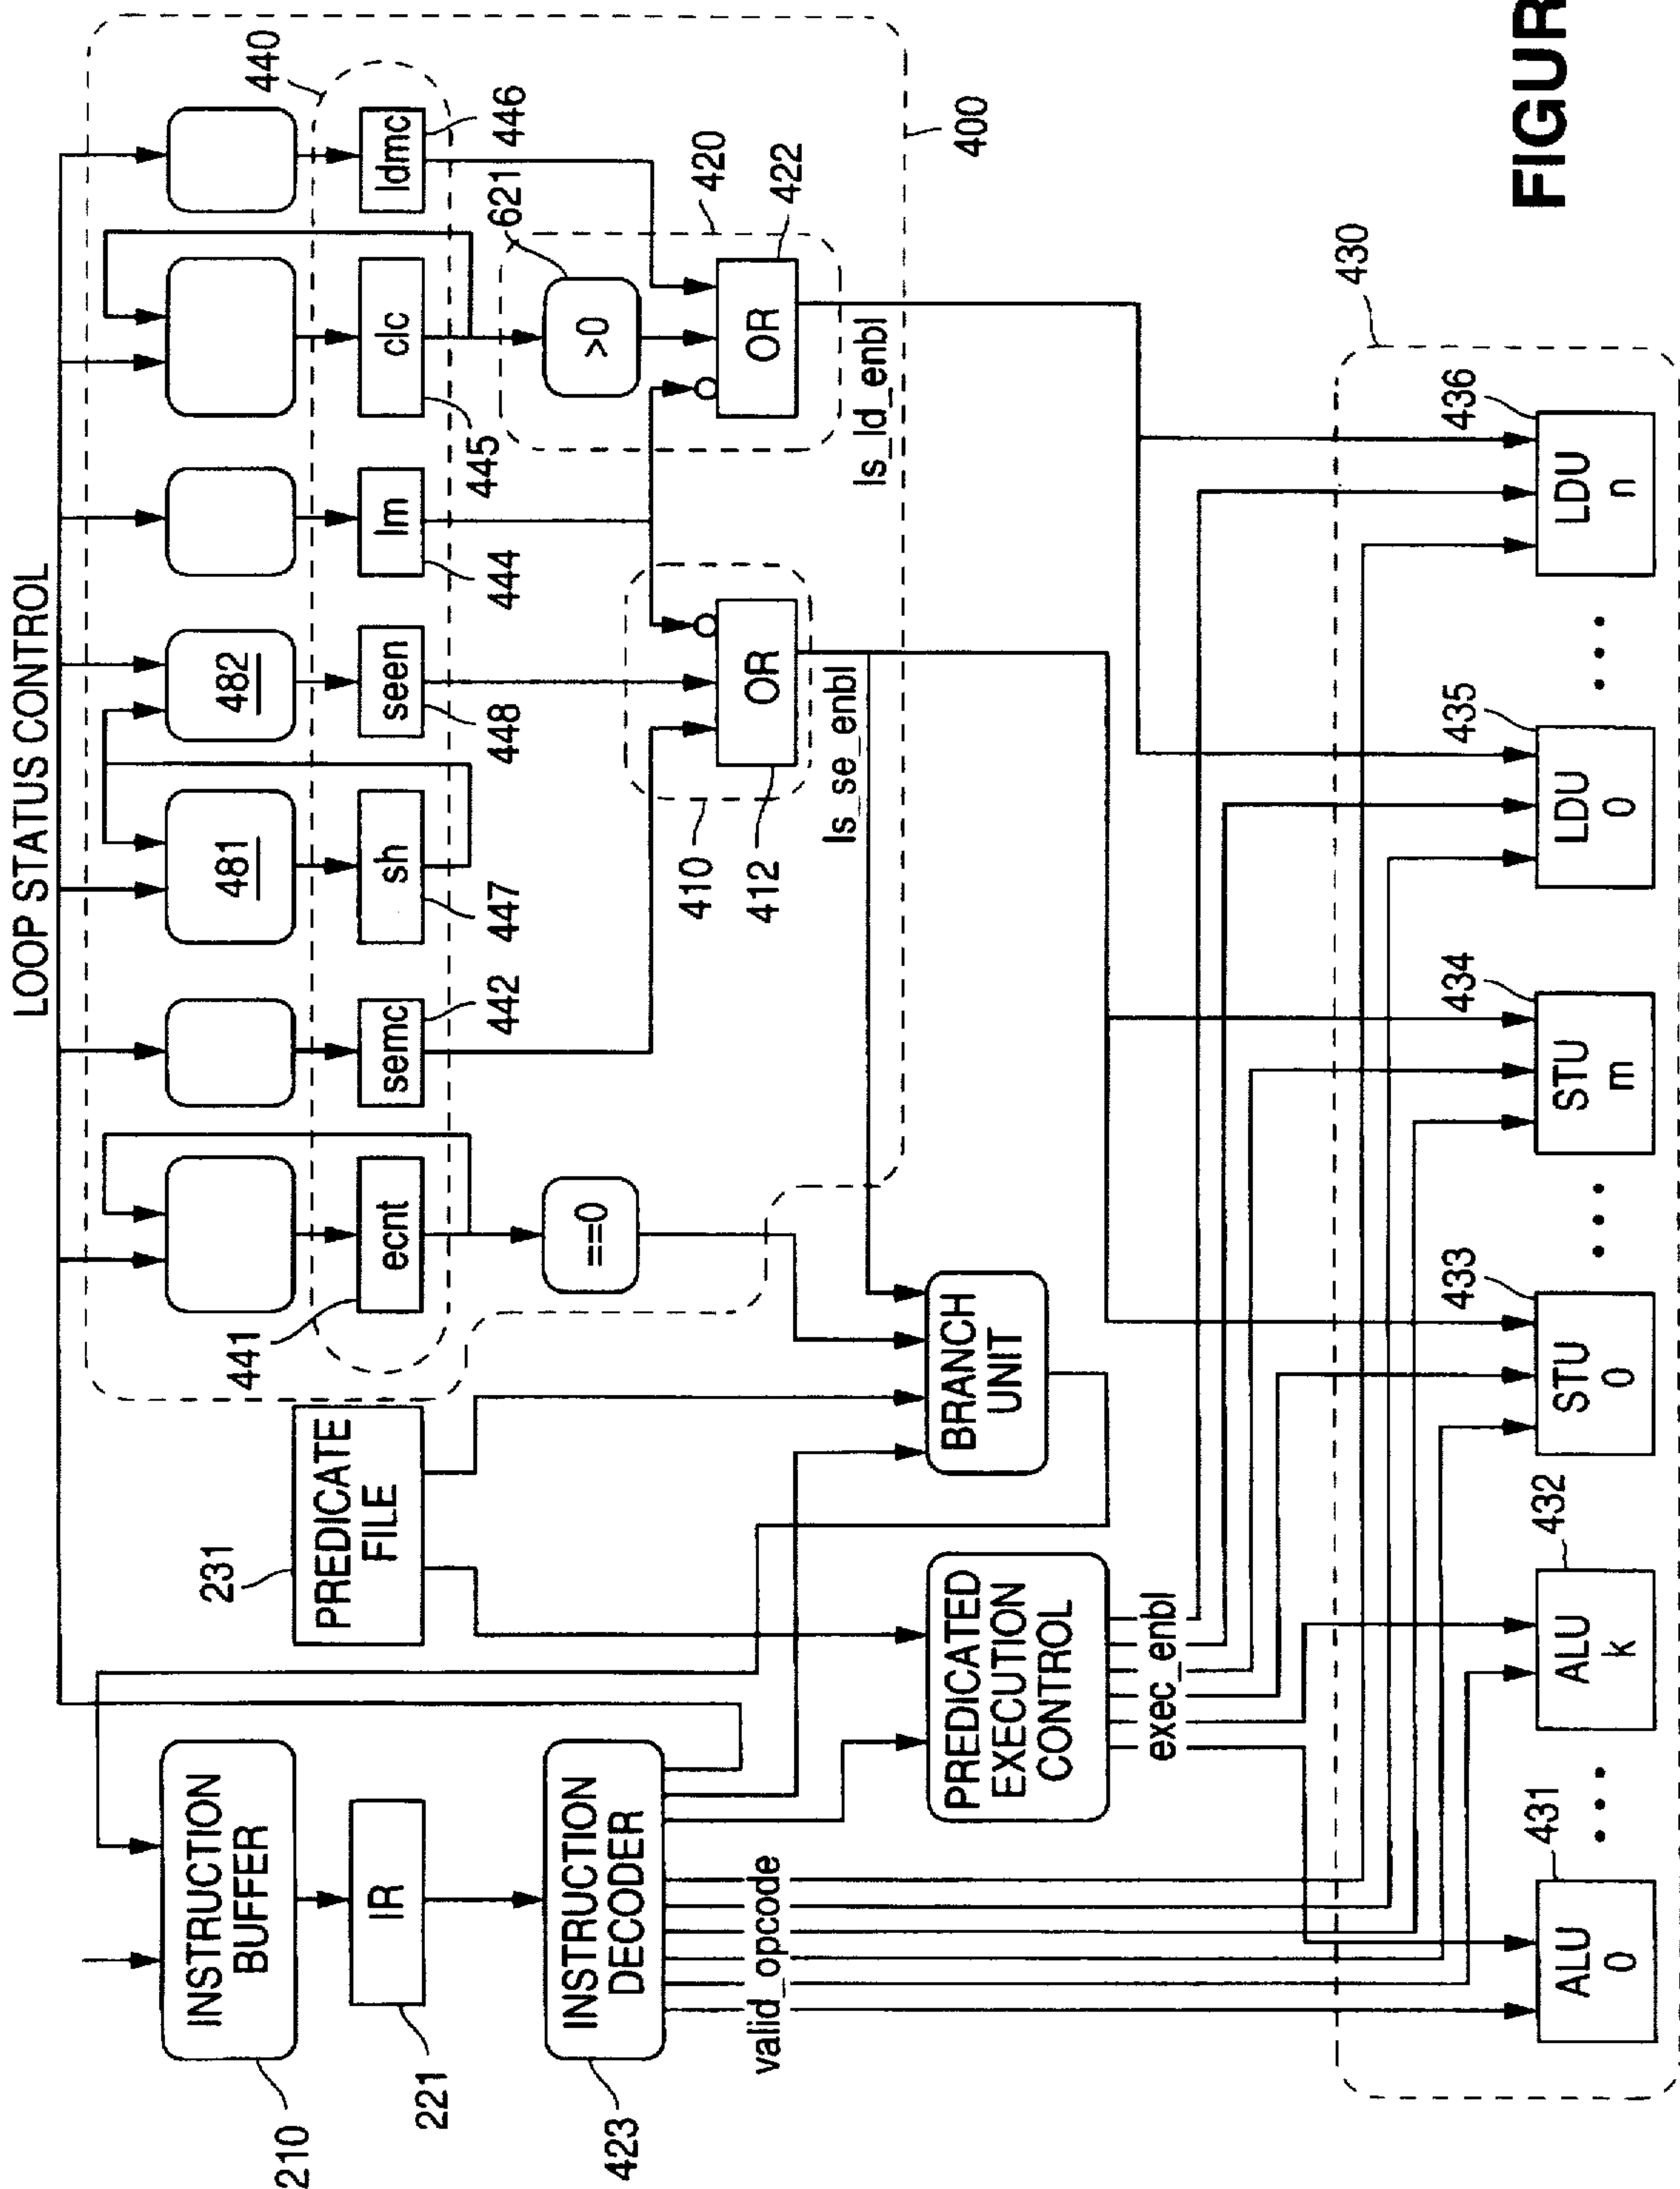 LOOP STATUS CONTROL
440
481
482
441
ecnt
semc
442
sh
447
seen
448
lm
444
clc
445
ldmc
446
231
PREDICATE
FILE
==0
410
OR
412
621
>0
420
OR
422
400
ls_se_enbl
ls_ld_enbl
210
INSTRUCTION
BUFFER
221
IR
423
INSTRUCTION
DECODER
valid_opcode
PREDICATED
EXECUTION
CONTROL
exec_enbl
BRANCH
UNIT
430
431
ALU
0
432
ALU
k
433
STU
0
434
STU
m
435
LDU
0
436
LDU
n
FIGUR